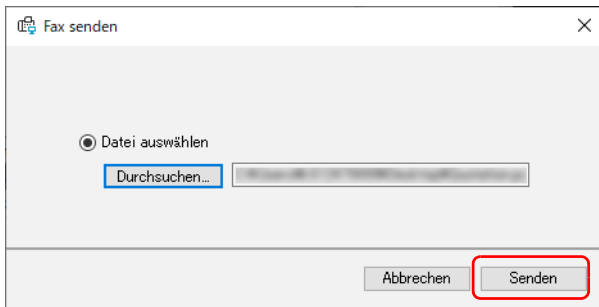 Fax senden
Datei auswählen
Durchsuchen...
Abbrechen
Senden